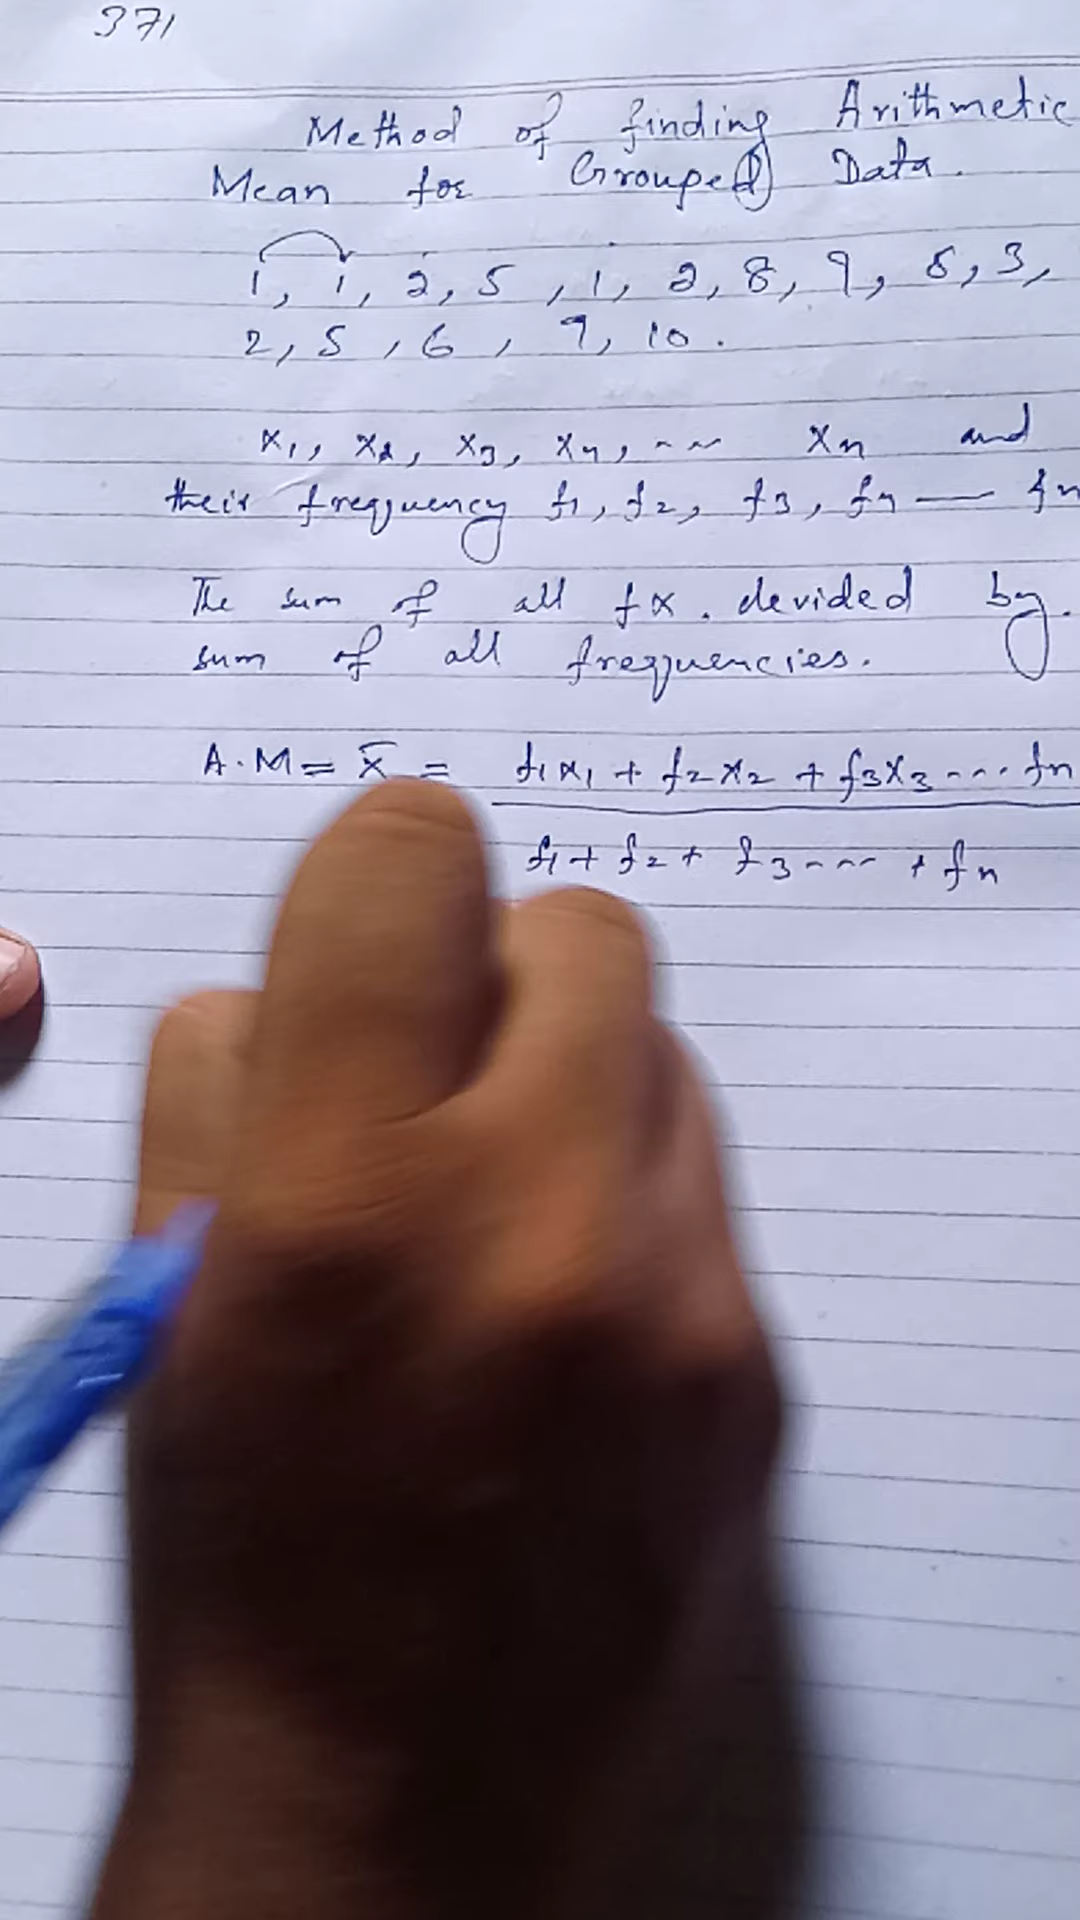 371
Method of finding Arithmetic
Mean for Grouped Data.
1, 1, 2, 5, 1, 2, 8, 9, 8, 3,
2, 5, 6, 9, 10.
x1, x2, x3, x4, -- xn and
their frequency f1, f2, f3, f4 — fn
The sum of all fx. devided by.
sum of all frequencies.
A.M = x̄ = f1x1 + f2x2 + f3x3 --- fn
f1 + f2 + f3 --- + fn